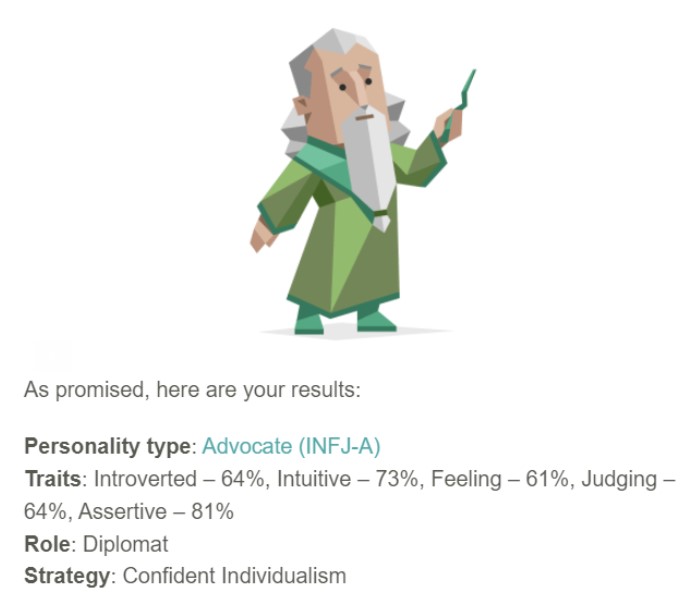 As promised, here are your results:
Personality type: Advocate (INFJ-A)
Traits: Introverted – 64%, Intuitive – 73%, Feeling – 61%, Judging –
64%, Assertive – 81%
Role: Diplomat
Strategy: Confident Individualism